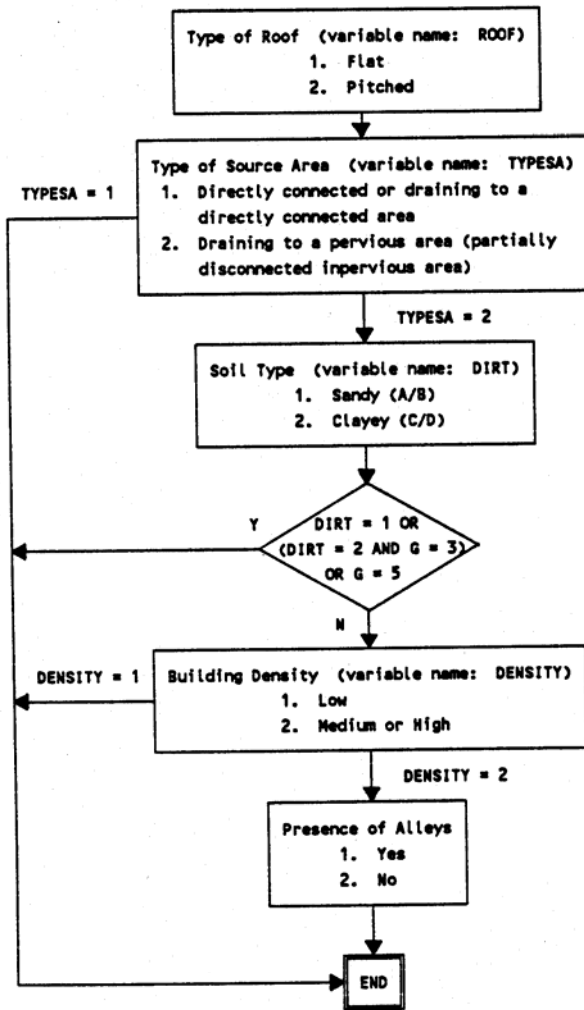 Type of Roof (variable name: ROOF)
1. Flat
2. Pitched
Type of Source Area (variable name: TYPESA)
TYPESA = 1
1. Directly connected or draining to a
directly connected area
2. Draining to a pervious area (partially
disconnected inpervious area)
TYPESA = 2
Soil Type (variable name: DIRT)
1. Sandy (A/B)
2. Clayey (C/D)
Y
DIRT = 1 OR
(DIRT = 2 AND G = 3)
OR G = 5
N
DENSITY = 1
Building Density (variable name: DENSITY)
1. Low
2. Medium or High
DENSITY = 2
Presence of Alleys
1. Yes
2. No
END